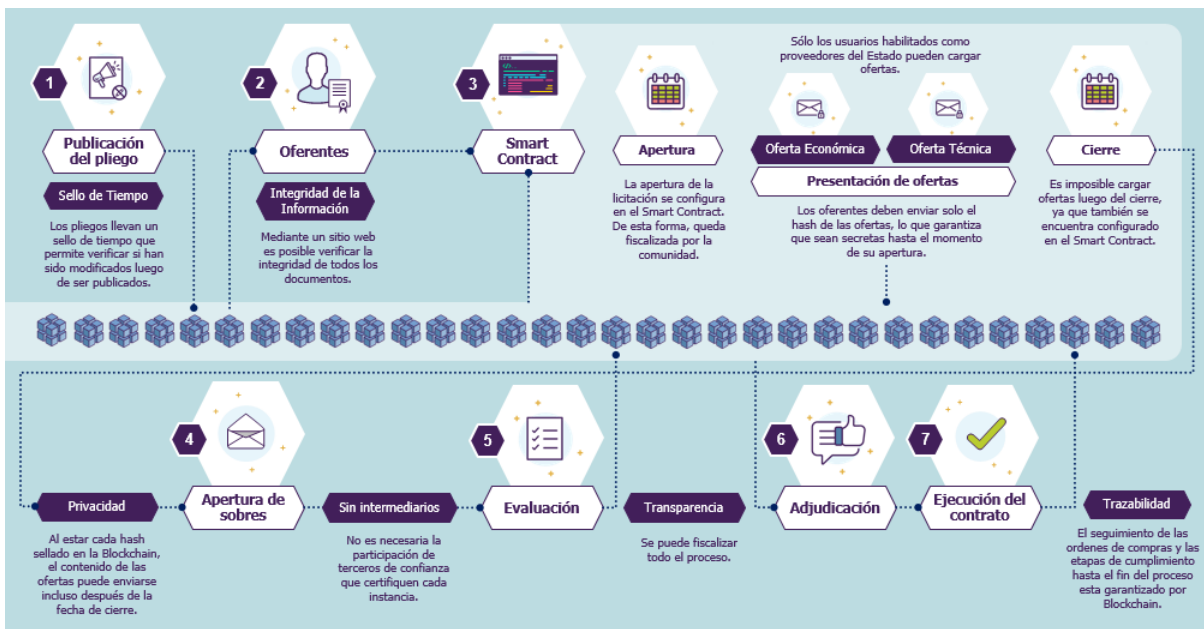 1
Publicación
del pliego
Sello de Tiempo
Los pliegos llevan un
sello de tiempo que
permite verificar si han
sido modificados luego
de ser publicados.
2
Oferentes
Integridad de la
Información
Mediante un sitio web
es posible verificar la
integridad de todos los
documentos.
3
Smart
Contract
Apertura
La apertura de la
licitación se configura
en el Smart Contract.
De esta forma, queda
fiscalizada por la
comunidad.
Sólo los usuarios habilitados como
proveedores del Estado pueden cargar
ofertas.
Oferta Económica
Oferta Técnica
Presentación de ofertas
Los oferentes deben enviar solo el
hash de las ofertas, lo que garantiza
que sean secretas hasta el momento
de su apertura.
Cierre
Es imposible cargar
ofertas luego del cierre,
ya que también se
encuentra configurado
en el Smart Contract.
Privacidad
Al estar cada hash
sellado en la Blockchain,
el contenido de las
ofertas puede enviarse
incluso después de la
fecha de cierre.
4
Apertura de
sobres
Sin intermediarios
No es necesaria la
participación de
terceros de confianza
que certifiquen cada
instancia.
5
Evaluación
Transparencia
Se puede fiscalizar
todo el proceso.
6
Adjudicación
7
Ejecución del
contrato
Trazabilidad
El seguimiento de las
ordenes de compras y las
etapas de cumplimiento
hasta el fin del proceso
esta garantizado por
Blockchain.